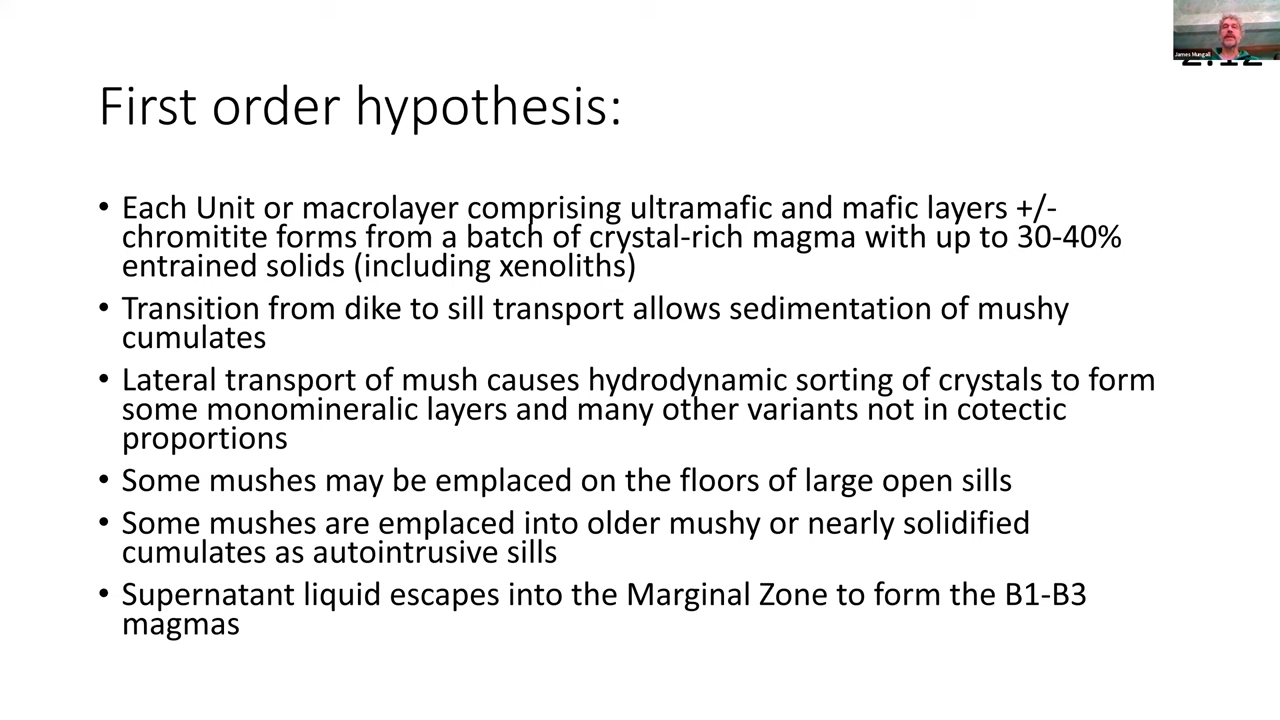 James Mungall
First order hypothesis:
• Each Unit or macrolayer comprising ultramafic and mafic layers +/-
chromitite forms from a batch of crystal-rich magma with up to 30-40%
entrained solids (including xenoliths)
• Transition from dike to sill transport allows sedimentation of mushy
cumulates
• Lateral transport of mush causes hydrodynamic sorting of crystals to form
some monomineralic layers and many other variants not in cotectic
proportions
• Some mushes may be emplaced on the floors of large open sills
• Some mushes are emplaced into older mushy or nearly solidified
cumulates as autointrusive sills
• Supernatant liquid escapes into the Marginal Zone to form the B1-B3
magmas